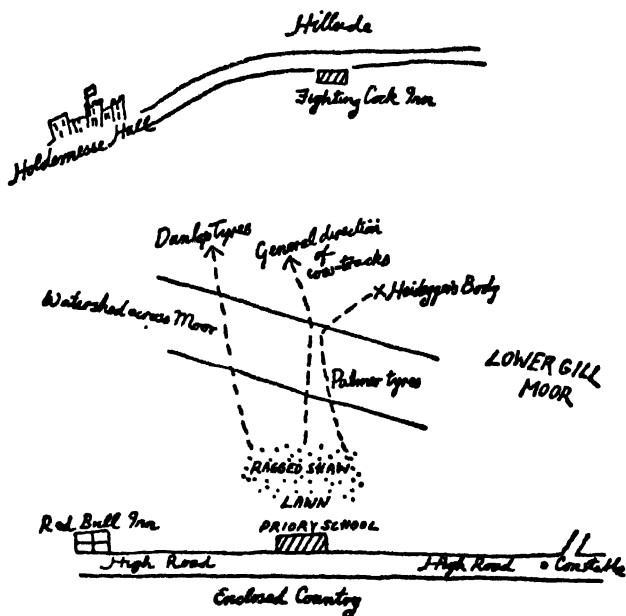 Hillside
Fighting Cock Inn
Holdernesse Hall
Dunlop Tyres
General direction
of
cow-tracks
x Heidegger's Body
Watershed across Moor
Palmer tyres
LOWER GILL
MOOR
RAGGED SHAW
LAWN
Red Bull Inn
PRIORY SCHOOL
High Road
High Road
Constable
Enclosed Country